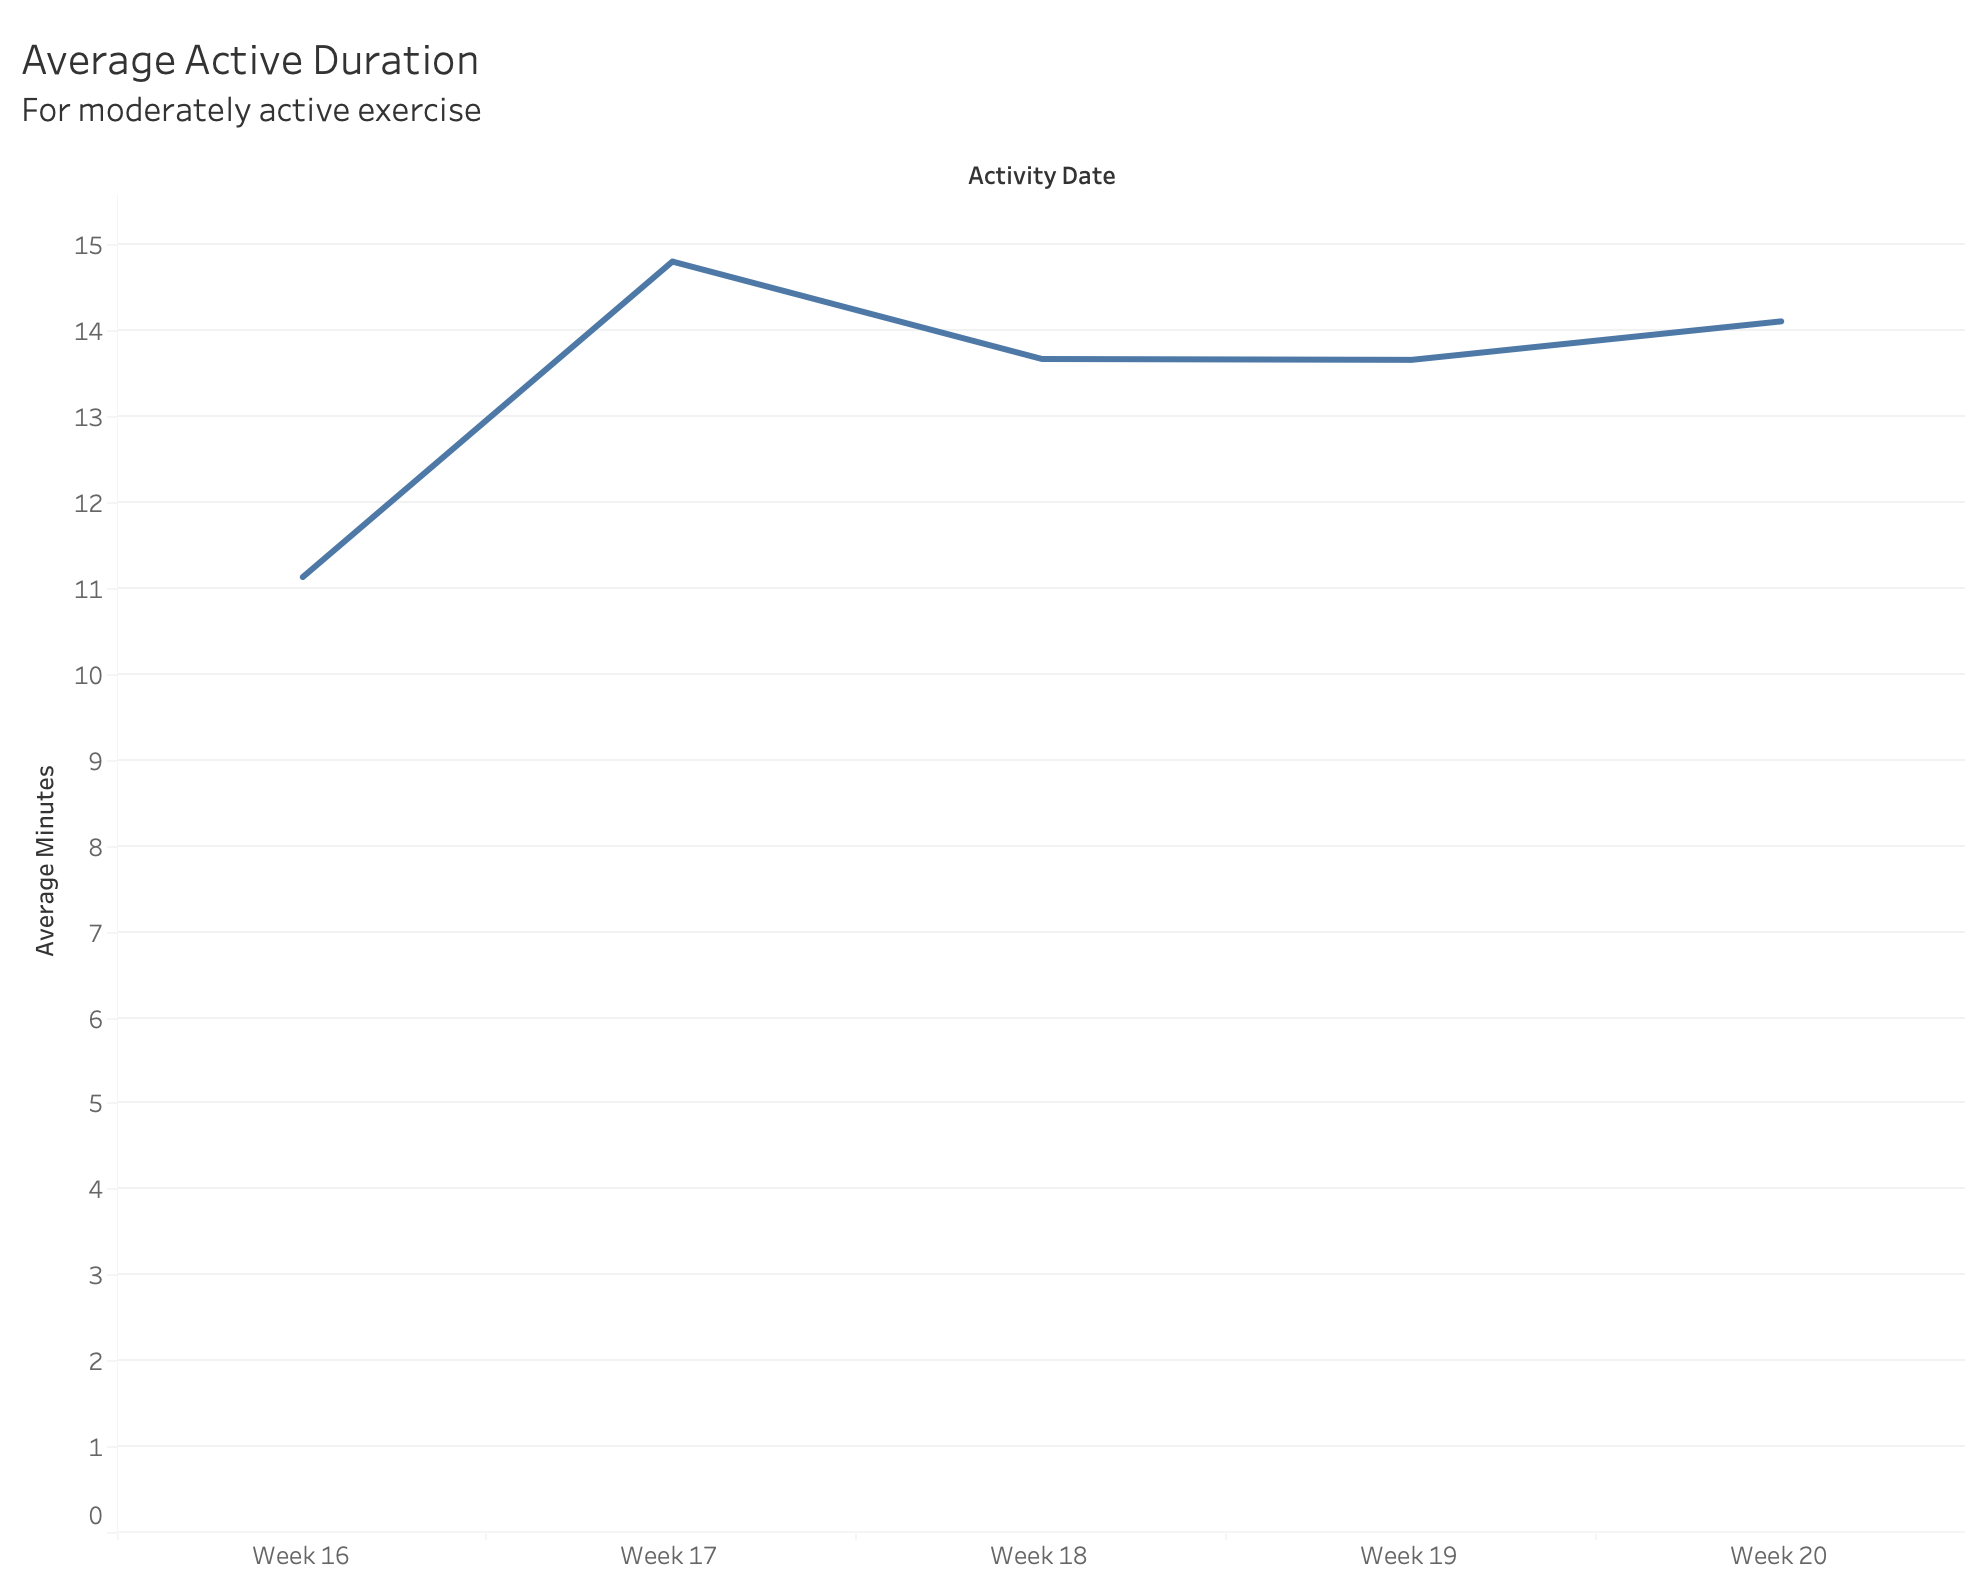 Average Active Duration
For moderately active exercise
Activity Date
15
14
13
12
11
10
9
8
7
6
5
4
3
2
1
0
Average Minutes
Week 16
Week 17
Week 18
Week 19
Week 20